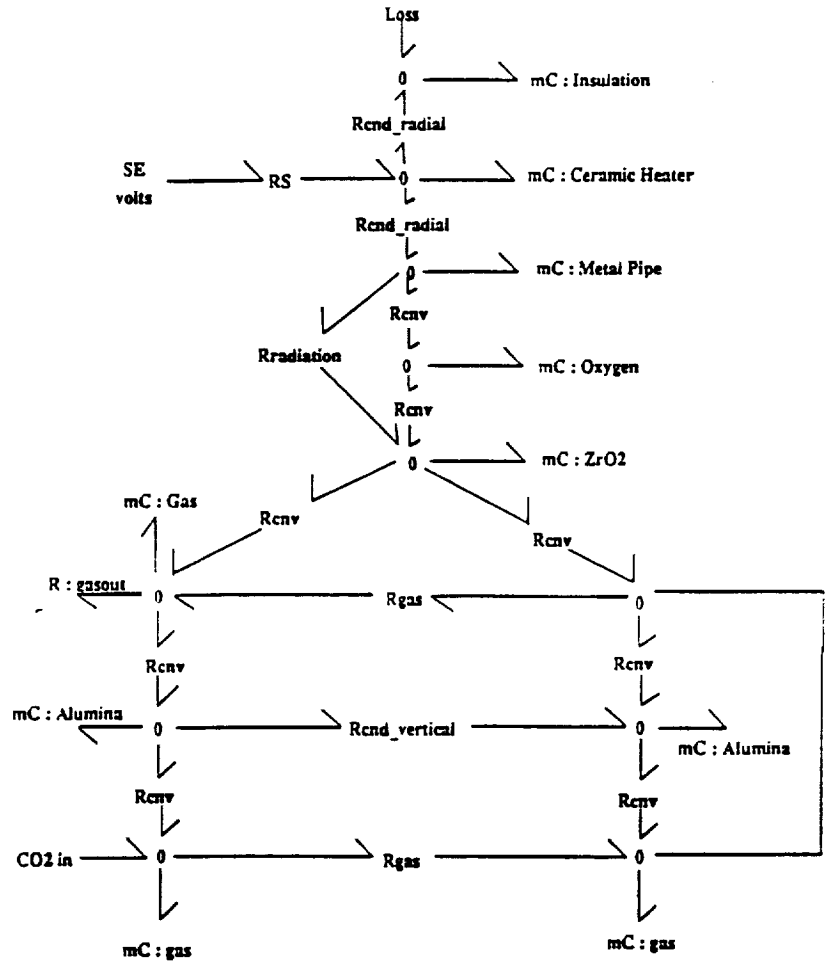 Loss
0 mC : Insulation
Rcnd_radial
SE
volts
RS 0 mC : Ceramic Heater
Rcnd_radial
0 mC : Metal Pipe
Rcnv
Rradiation
0 mC : Oxygen
Rcnv
0 mC : ZrO2
mC : Gas
Rcnv Rcnv
R : gasout 0 Rgas 0
Rcnv Rcnv
mC : Alumina 0 Rcnd_vertical 0
mC : Alumina
Rcnv Rcnv
CO2 in 0 Rgas 0
mC : gas mC : gas